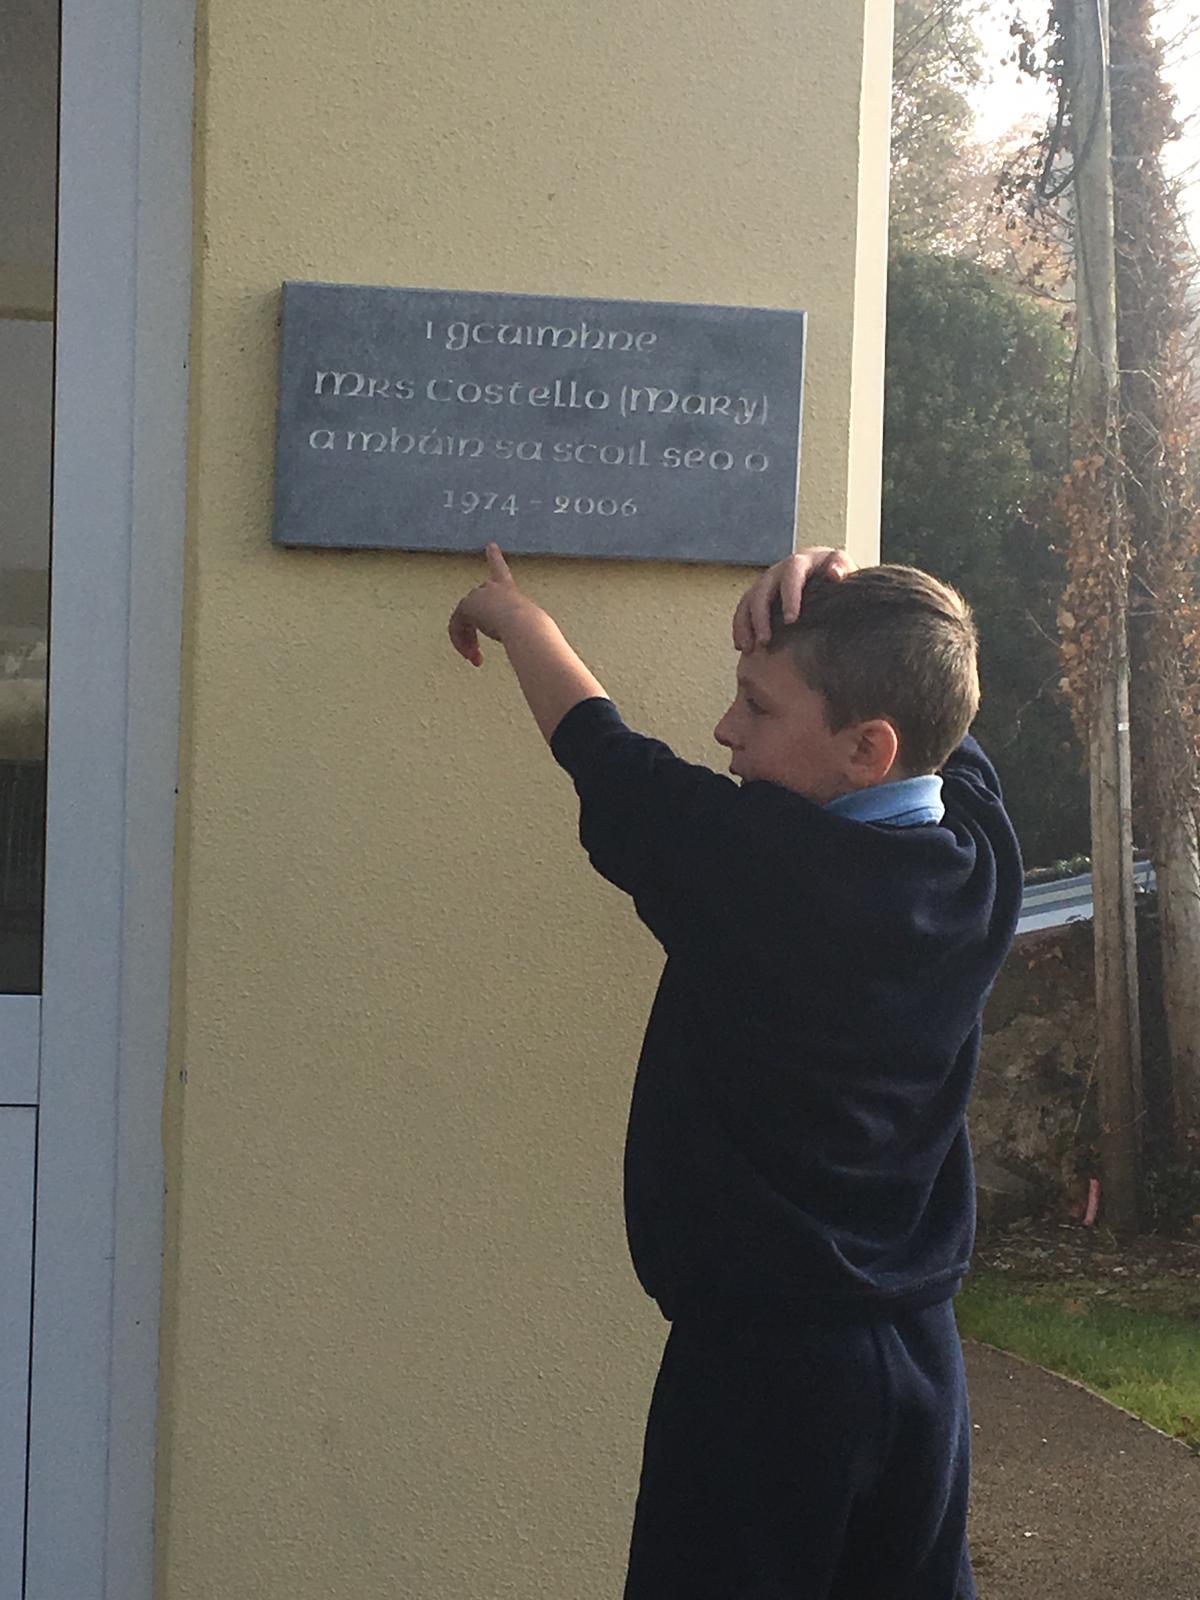 I gcuimhne
Mrs Costello (Mary)
a mhúin sa scoil seo o
1974 - 2006